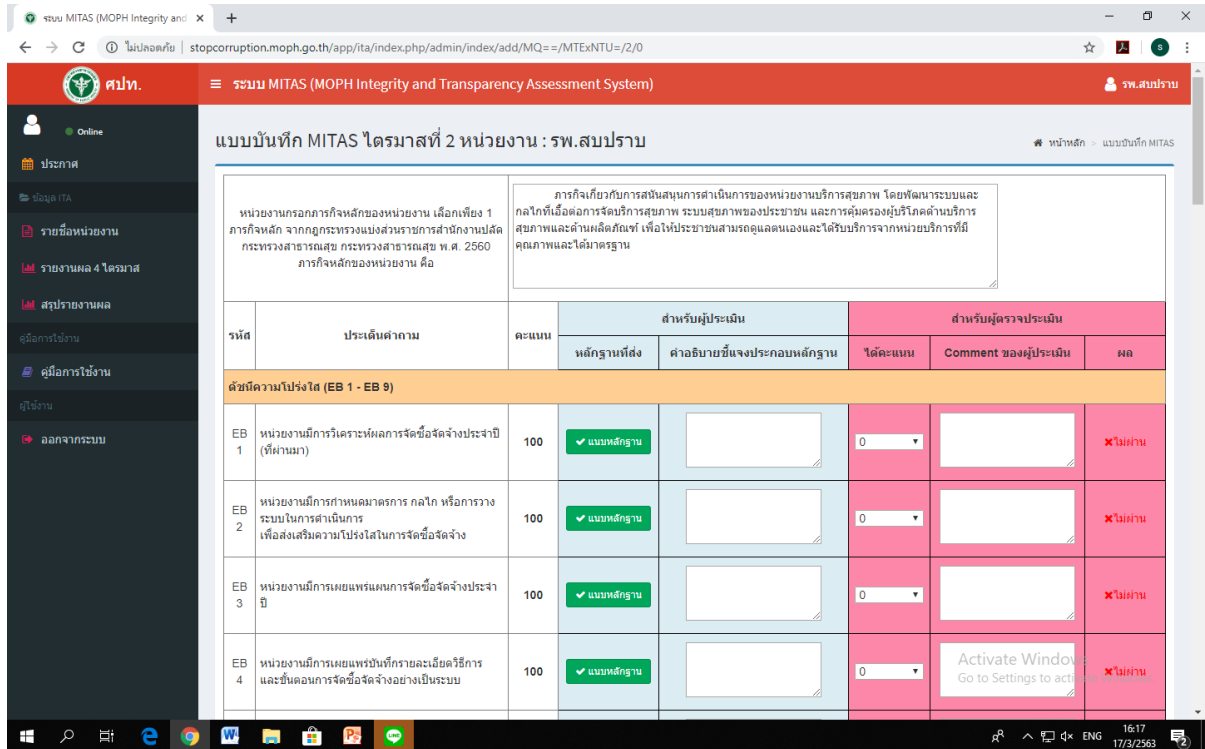 ระบบ MITAS (MOPH Integrity and
ไม่ปลอดภัย | stopcorruption.moph.go.th/app/ita/index.php/admin/index/add/MQ==/MTExNTU=/2/0
s
ศปท.
ระบบ MITAS (MOPH Integrity and Transparency Assessment System)
รพ.สบปราบ
Online
ประกาศ
ข้อมูล ITA
รายชื่อหน่วยงาน
รายงานผล 4 ไตรมาส
สรุปรายงานผล
คู่มือการใช้งาน
คู่มือการใช้งาน
ผู้ใช้งาน
ออกจากระบบ
แบบบันทึก MITAS ไตรมาสที่ 2 หน่วยงาน : รพ.สบปราบ
หน้าหลัก > แบบบันทึก MITAS
หน่วยงานกรอกภารกิจหลักของหน่วยงาน เลือกเพียง 1
ภารกิจหลัก จากกฎกระทรวงแบ่งส่วนราชการสำนักงานปลัด
กระทรวงสาธารณสุข กระทรวงสาธารณสุข พ.ศ. 2560
ภารกิจหลักของหน่วยงาน คือ
ภารกิจเกี่ยวกับการสนันสนุนการดำเนินการของหน่วยงานบริการสุขภาพ โดยพัฒนาระบบและ
กลไกที่เอื้อต่อการจัดบริการสุขภาพ ระบบสุขภาพของประชาชน และการคุ้มครองผู้บริโภคด้านบริการ
สุขภาพและด้านผลิตภัณฑ์ เพื่อให้ประชาชนสามรถดูแลตนเองและได้รับบริการจากหน่วยบริการที่มี
คุณภาพและได้มาตรฐาน
รหัส ประเด็นคำถาม คะแนน สำหรับผู้ประเมิน สำหรับผู้ตรวจประเมิน
หลักฐานที่ส่ง คำอธิบายชี้แจงประกอบหลักฐาน ได้คะแนน Comment ของผู้ประเมิน ผล
ดัชนีความโปร่งใส (EB 1 - EB 9)
EB 1 หน่วยงานมีการวิเคราะห์ผลการจัดซื้อจัดจ้างประจำปี
(ที่ผ่านมา)
100 แนบหลักฐาน 0 ไม่ผ่าน
EB 2 หน่วยงานมีการกำหนดมาตรการ กลไก หรือการวาง
ระบบในการดำเนินการ
เพื่อส่งเสริมความโปร่งใสในการจัดซื้อจัดจ้าง
100 แนบหลักฐาน 0 ไม่ผ่าน
EB 3 หน่วยงานมีการเผยแพร่แผนการจัดซื้อจัดจ้างประจำ
ปี
100 แนบหลักฐาน 0 ไม่ผ่าน
EB 4 หน่วยงานมีการเผยแพร่บันทึกรายละเอียดวิธีการ
และขั้นตอนการจัดซื้อจัดจ้างอย่างเป็นระบบ
100 แนบหลักฐาน 0 ไม่ผ่าน
Activate Windows
Go to Settings to
ENG
16:17
17/3/2563
2